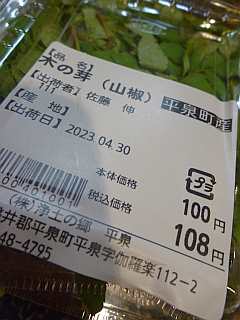 【品 名】
木の芽（山椒）
【出荷者】佐藤 伸
【産 地】 平泉町産
【出荷日】2023.04.30
本体価格 100円
税込価格 108円
プラ
(株)浄土の郷 平泉
井郡平泉町平泉字伽羅楽112-2
48-4795